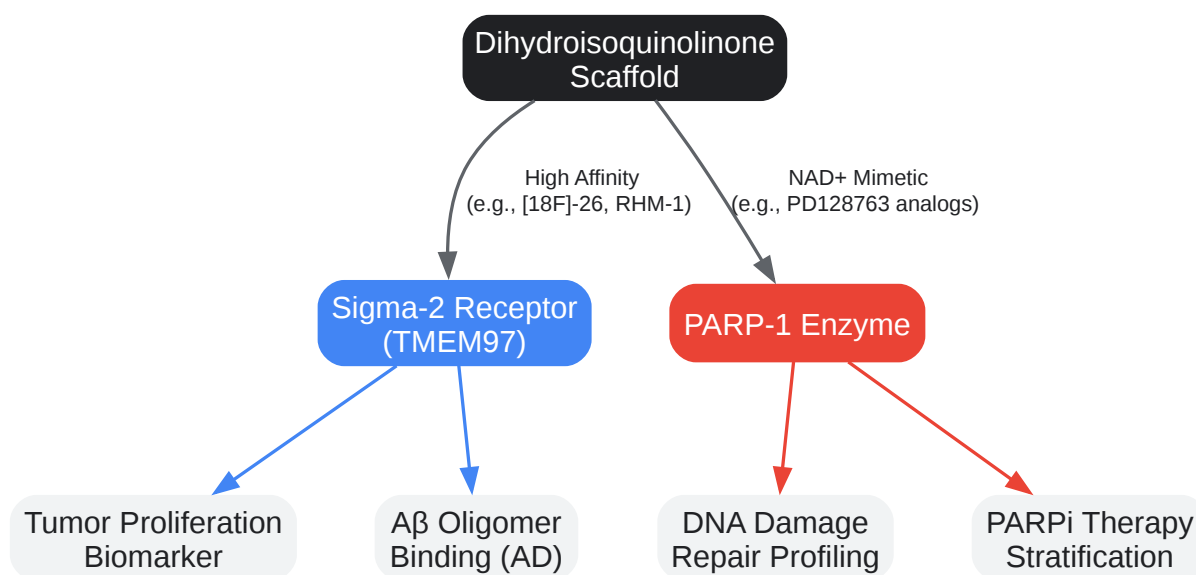 Dihydroisoquinolinone
Scaffold
High Affinity
(e.g., [18F]-26, RHM-1)
NAD+ Mimetic
(e.g., PD128763 analogs)
Sigma-2 Receptor
(TMEM97)
PARP-1 Enzyme
Tumor Proliferation
Biomarker
Aβ Oligomer
Binding (AD)
DNA Damage
Repair Profiling
PARPi Therapy
Stratification